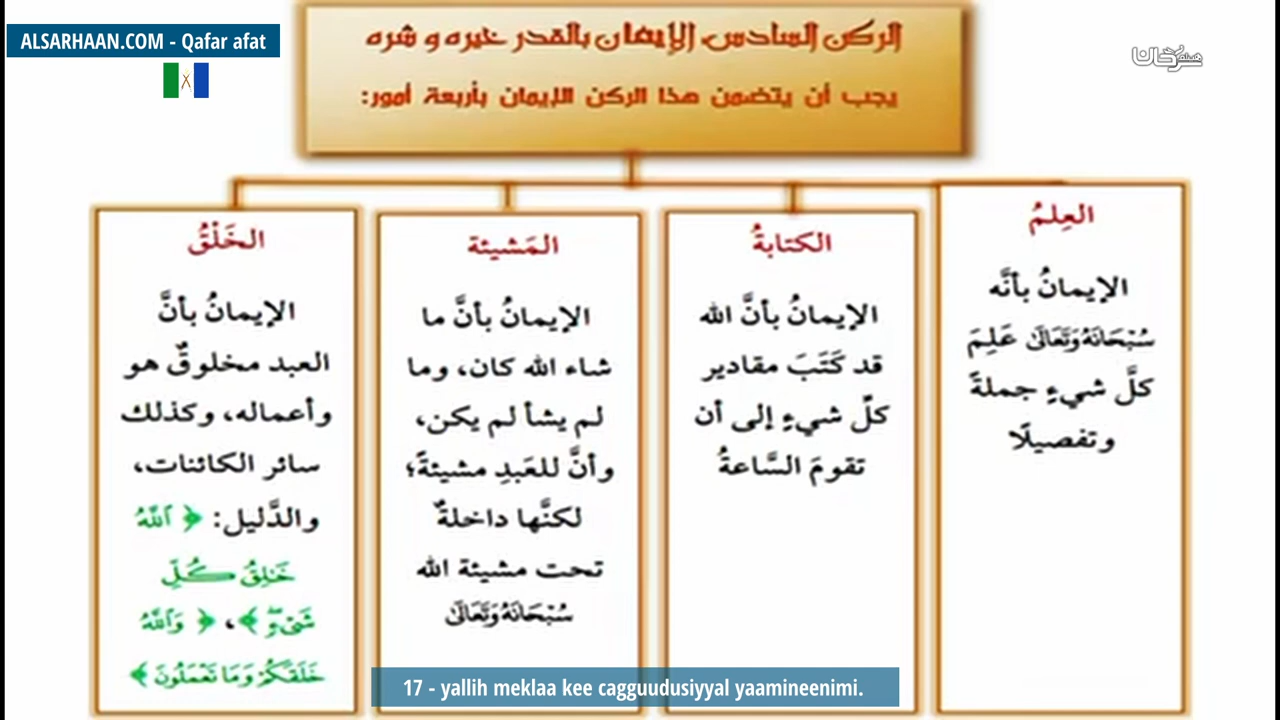 ALSARHAAN.COM - Qafar afat
الركن السادس، الإيمان بالقدر خيره و شره
يجب أن يتضمن هذا الركن الإيمان بأربعة أمور:
العِلمُ
الإيمانُ بأنَّه
سُبْحَانَهُ وَتَعَالَىٰ عَلِمَ
كلَّ شيءٍ جملةً
وتفصيلًا
الكتابةُ
الإيمانُ بأنَّ الله
قد كَتَبَ مقادير
كلِّ شيءٍ إلى أن
تقومَ السَّاعةُ
المَشيئة
الإيمانُ بأنَّ ما
شاء الله كان، وما
لم يشأ لم يكن،
وأنَّ للعَبدِ مشيئةً؛
لكنَّها داخلةٌ
تحت مشيئة الله
سُبْحَانَهُ وَتَعَالَىٰ
الخَلْقُ
الإيمانُ بأنَّ
العبد مخلوقٌ هو
وأعماله، وكذلك
سائر الكائنات،
والدَّليل: ﴿ ٱللَّهُ
خَٰلِقُ كُلِّ
شَىْءٍ ﴾، ﴿ وَٱللَّهُ
خَلَقَكُمْ وَمَا تَعْمَلُونَ ﴾
17 - yallih meklaa kee cagguudusiyyal yaamineenimi.